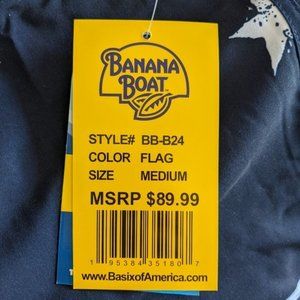 BANANA
BOAT
STYLE# BB-B24
COLOR FLAG
SIZE MEDIUM
MSRP $89.99
1 95384 35180 7
www.BasixofAmerica.com